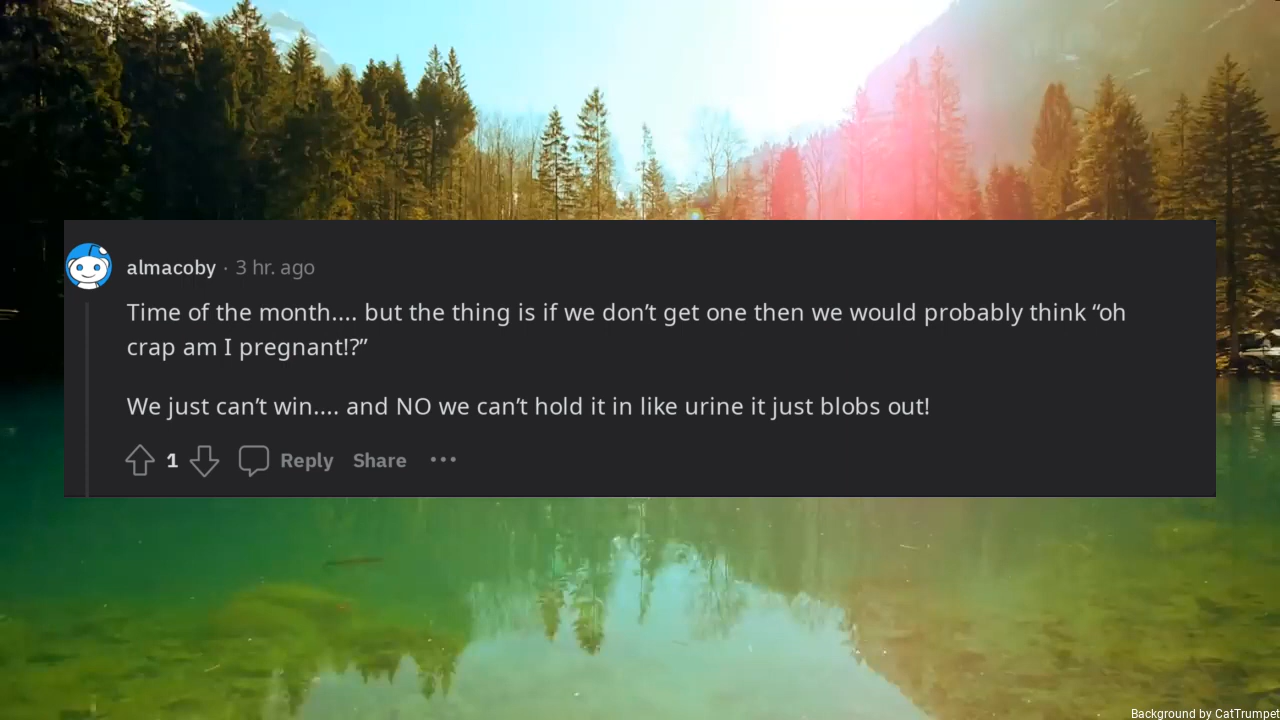 almacoby · 3 hr. ago
Time of the month.... but the thing is if we don’t get one then we would probably think “oh
crap am I pregnant!?”
We just can’t win.... and NO we can’t hold it in like urine it just blobs out!
1 Reply Share •••
Background by CatTrumpet